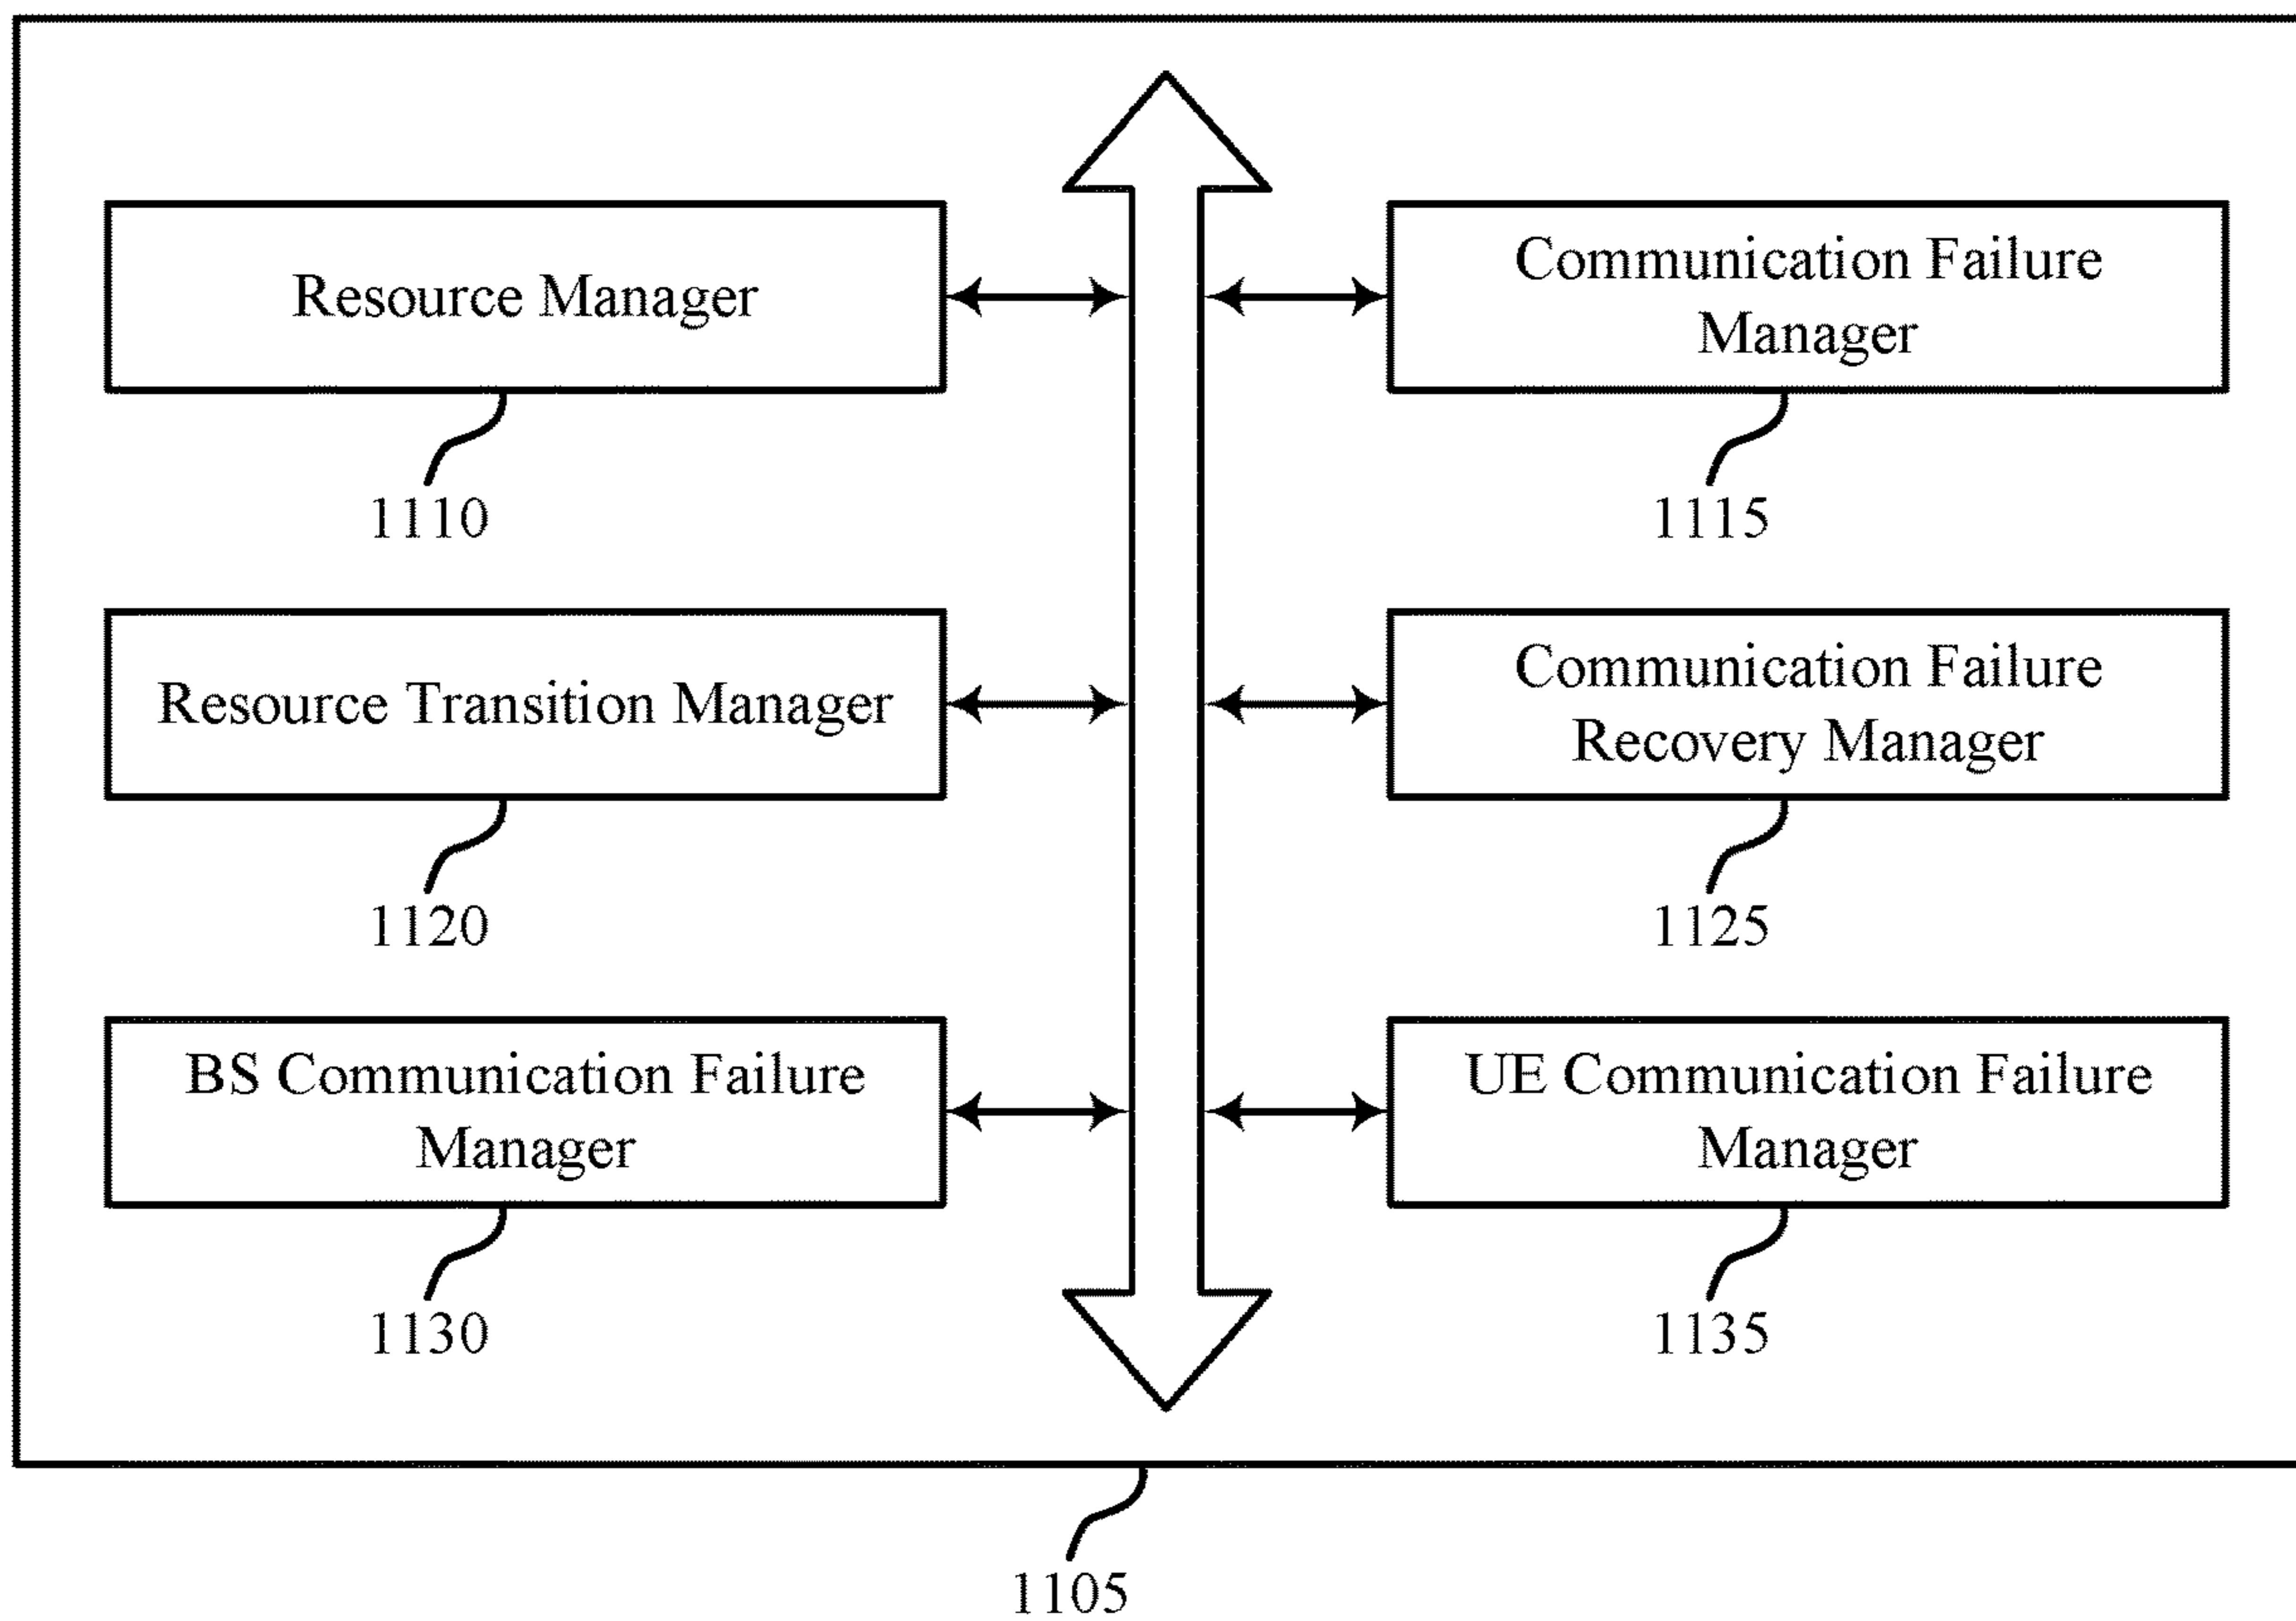 Resource Manager
1110
Communication Failure
Manager
1115
Resource Transition Manager
1120
Communication Failure
Recovery Manager
1125
BS Communication Failure
Manager
1130
UE Communication Failure
Manager
1135
1105